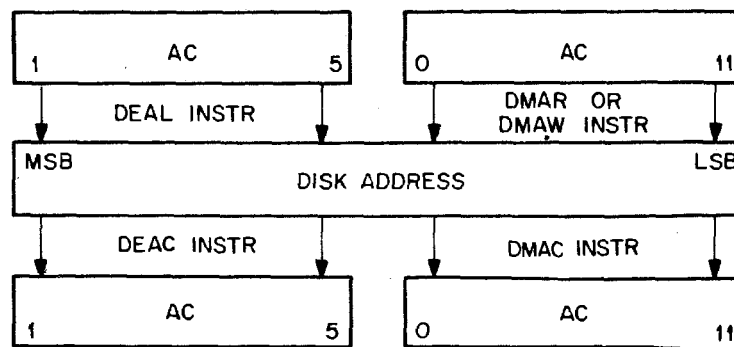 AC AC
1 5 0 11
DEAL INSTR DMAR OR
DMAW INSTR
MSB LSB
DISK ADDRESS
DEAC INSTR DMAC INSTR
AC AC
1 5 0 11